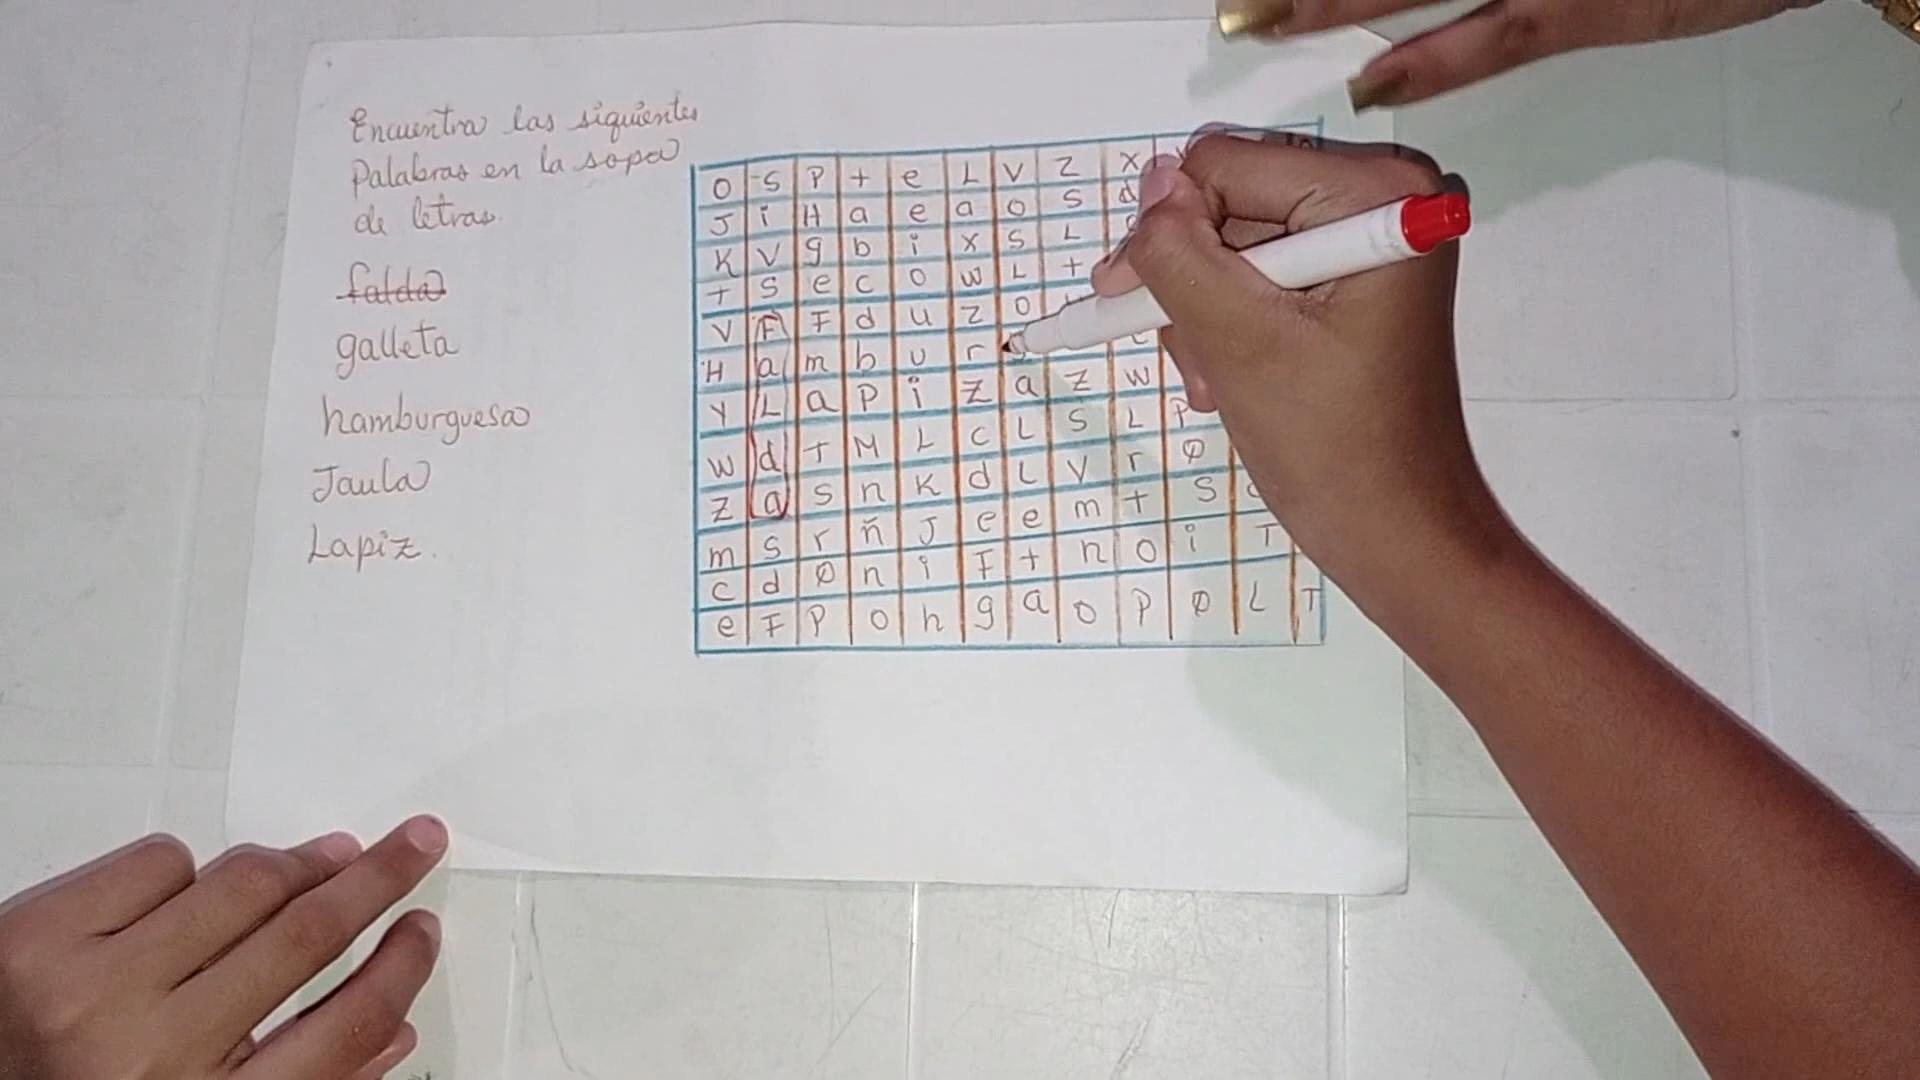 Encuentra las siguientes
Palabras en la sopa
de letras.
falda
galleta
hamburguesa
Jaula
Lapiz.
O S P t e L V Z X
J i H a e a o S d
K V g b i x S L
t S e c o w L t
V F F d u z o
H a m b u r
Y L a p i z a z w
w d t M L c L S L P
Z a s n K d L V r Ø
m s r ñ J e e m t S
c d Ø n i F t n o i T
e F P o h g a o P Ø L T